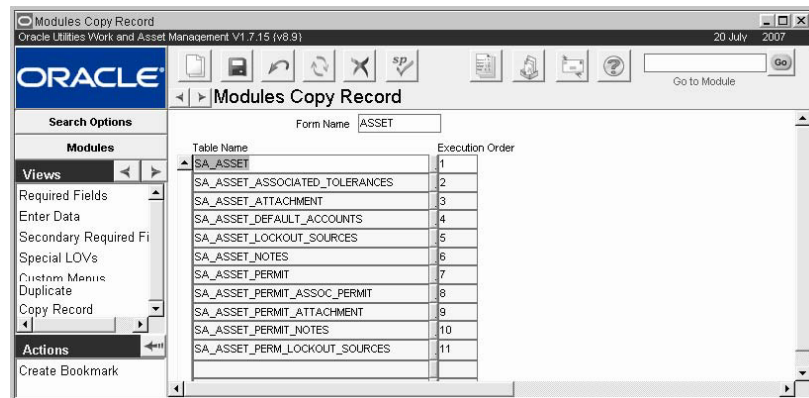 Modules Copy Record
Oracle Utilities Work and Asset Management V1.7.15 (v8.9) 20 July 2007
ORACLE
sp
Go
Go to Module
Modules Copy Record
Search Options
Modules
Views
Required Fields
Enter Data
Secondary Required Fi
Special LOVs
Custom Menus
Duplicate
Copy Record
Actions
Create Bookmark
Form Name ASSET
Table Name Execution Order
SA_ASSET 1
SA_ASSET_ASSOCIATED_TOLERANCES 2
SA_ASSET_ATTACHMENT 3
SA_ASSET_DEFAULT_ACCOUNTS 4
SA_ASSET_LOCKOUT_SOURCES 5
SA_ASSET_NOTES 6
SA_ASSET_PERMIT 7
SA_ASSET_PERMIT_ASSOC_PERMIT 8
SA_ASSET_PERMIT_ATTACHMENT 9
SA_ASSET_PERMIT_NOTES 10
SA_ASSET_PERM_LOCKOUT_SOURCES 11